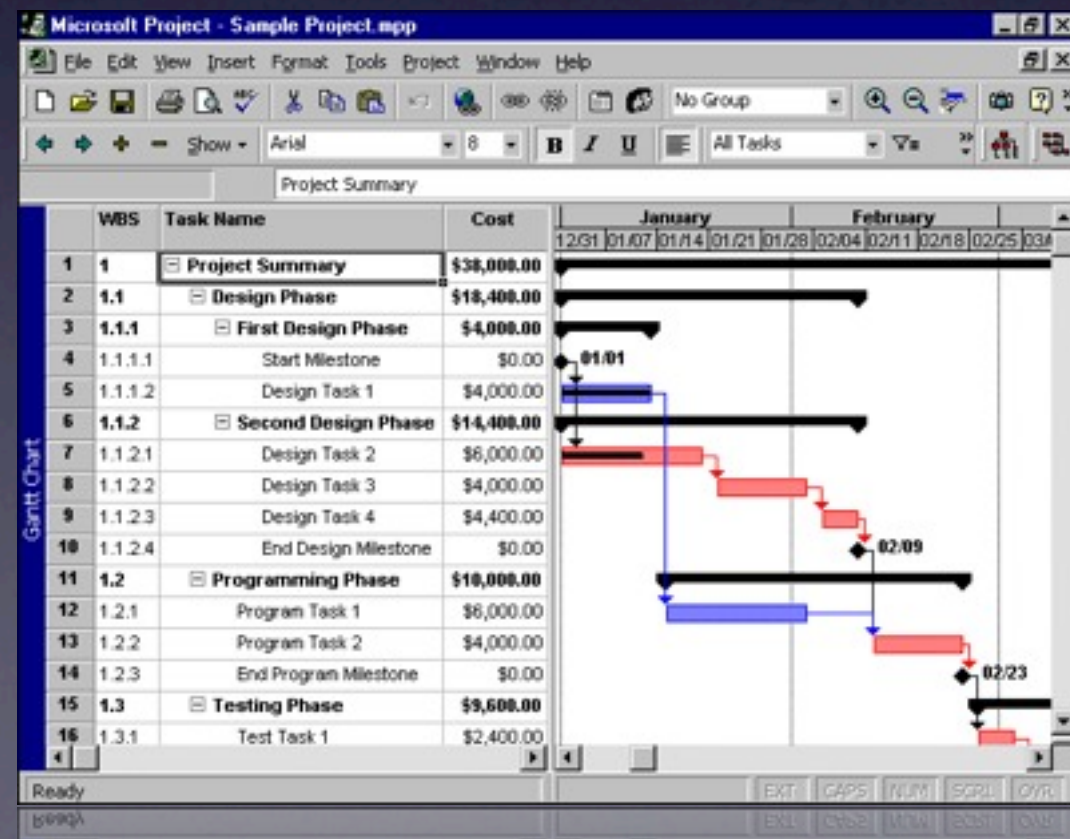 Microsoft Project - Sample Project.mpp
File Edit View Insert Format Tools Project Window Help
No Group
Show Arial 8 B I U All Tasks
Project Summary
WBS Task Name Cost January February
12/31 01/07 01/14 01/21 01/28 02/04 02/11 02/18 02/25
1 1 Project Summary $38,000.00
2 1.1 Design Phase $18,400.00
3 1.1.1 First Design Phase $4,000.00
4 1.1.1.1 Start Milestone $0.00 01/01
5 1.1.1.2 Design Task 1 $4,000.00
6 1.1.2 Second Design Phase $14,400.00
7 1.1.2.1 Design Task 2 $6,000.00
8 1.1.2.2 Design Task 3 $4,000.00
9 1.1.2.3 Design Task 4 $4,400.00
10 1.1.2.4 End Design Milestone $0.00 02/09
11 1.2 Programming Phase $10,000.00
12 1.2.1 Program Task 1 $6,000.00
13 1.2.2 Program Task 2 $4,000.00
14 1.2.3 End Program Milestone $0.00 02/23
15 1.3 Testing Phase $9,600.00
16 1.3.1 Test Task 1 $2,400.00
Gantt Chart
Ready EXT CAPS NUM SCRL OVR